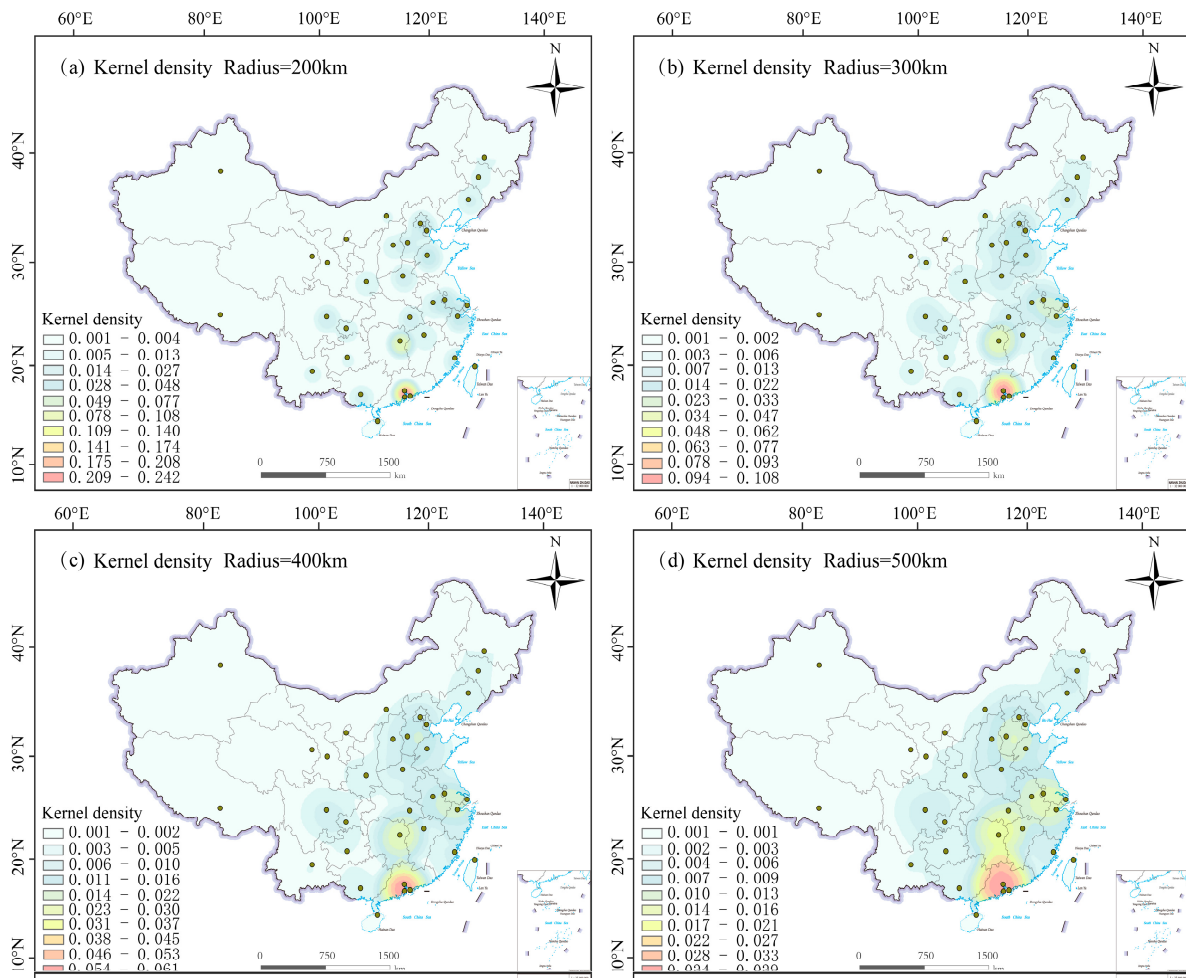 60°E 80°E 100°E 120°E 140°E
60°E 80°E 100°E 120°E 140°E
(a) Kernel density Radius=200km
N
40°N
30°N
20°N
10°N
Yellow Sea
East China Sea
South China Sea
Kernel density
0.001 – 0.004
0.005 – 0.013
0.014 – 0.027
0.028 – 0.048
0.049 – 0.077
0.078 – 0.108
0.109 – 0.140
0.141 – 0.174
0.175 – 0.208
0.209 – 0.242
0 750 1500
km
(b) Kernel density Radius=300km
N
40°N
30°N
20°N
10°N
Yellow Sea
East China Sea
South China Sea
Kernel density
0.001 – 0.002
0.003 – 0.006
0.007 – 0.013
0.014 – 0.022
0.023 – 0.033
0.034 – 0.047
0.048 – 0.062
0.063 – 0.077
0.078 – 0.093
0.094 – 0.108
0 750 1500
km
60°E 80°E 100°E 120°E 140°E
60°E 80°E 100°E 120°E 140°E
(c) Kernel density Radius=400km
N
40°N
30°N
20°N
10°N
Yellow Sea
East China Sea
South China Sea
Kernel density
0.001 – 0.002
0.003 – 0.005
0.006 – 0.010
0.011 – 0.016
0.014 – 0.022
0.023 – 0.030
0.031 – 0.037
0.038 – 0.045
0.046 – 0.053
0.054 – 0.061
0 750 1500
km
(d) Kernel density Radius=500km
N
40°N
30°N
20°N
10°N
Yellow Sea
East China Sea
South China Sea
Kernel density
0.001 – 0.001
0.002 – 0.003
0.004 – 0.006
0.007 – 0.009
0.010 – 0.013
0.014 – 0.016
0.017 – 0.021
0.022 – 0.027
0.028 – 0.033
0.034 – 0.039
0 750 1500
km